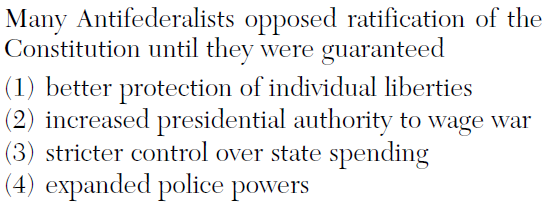 Many Antifederalists opposed ratification of the
Constitution until they were guaranteed
(1) better protection of individual liberties
(2) increased presidential authority to wage war
(3) stricter control over state spending
(4) expanded police powers